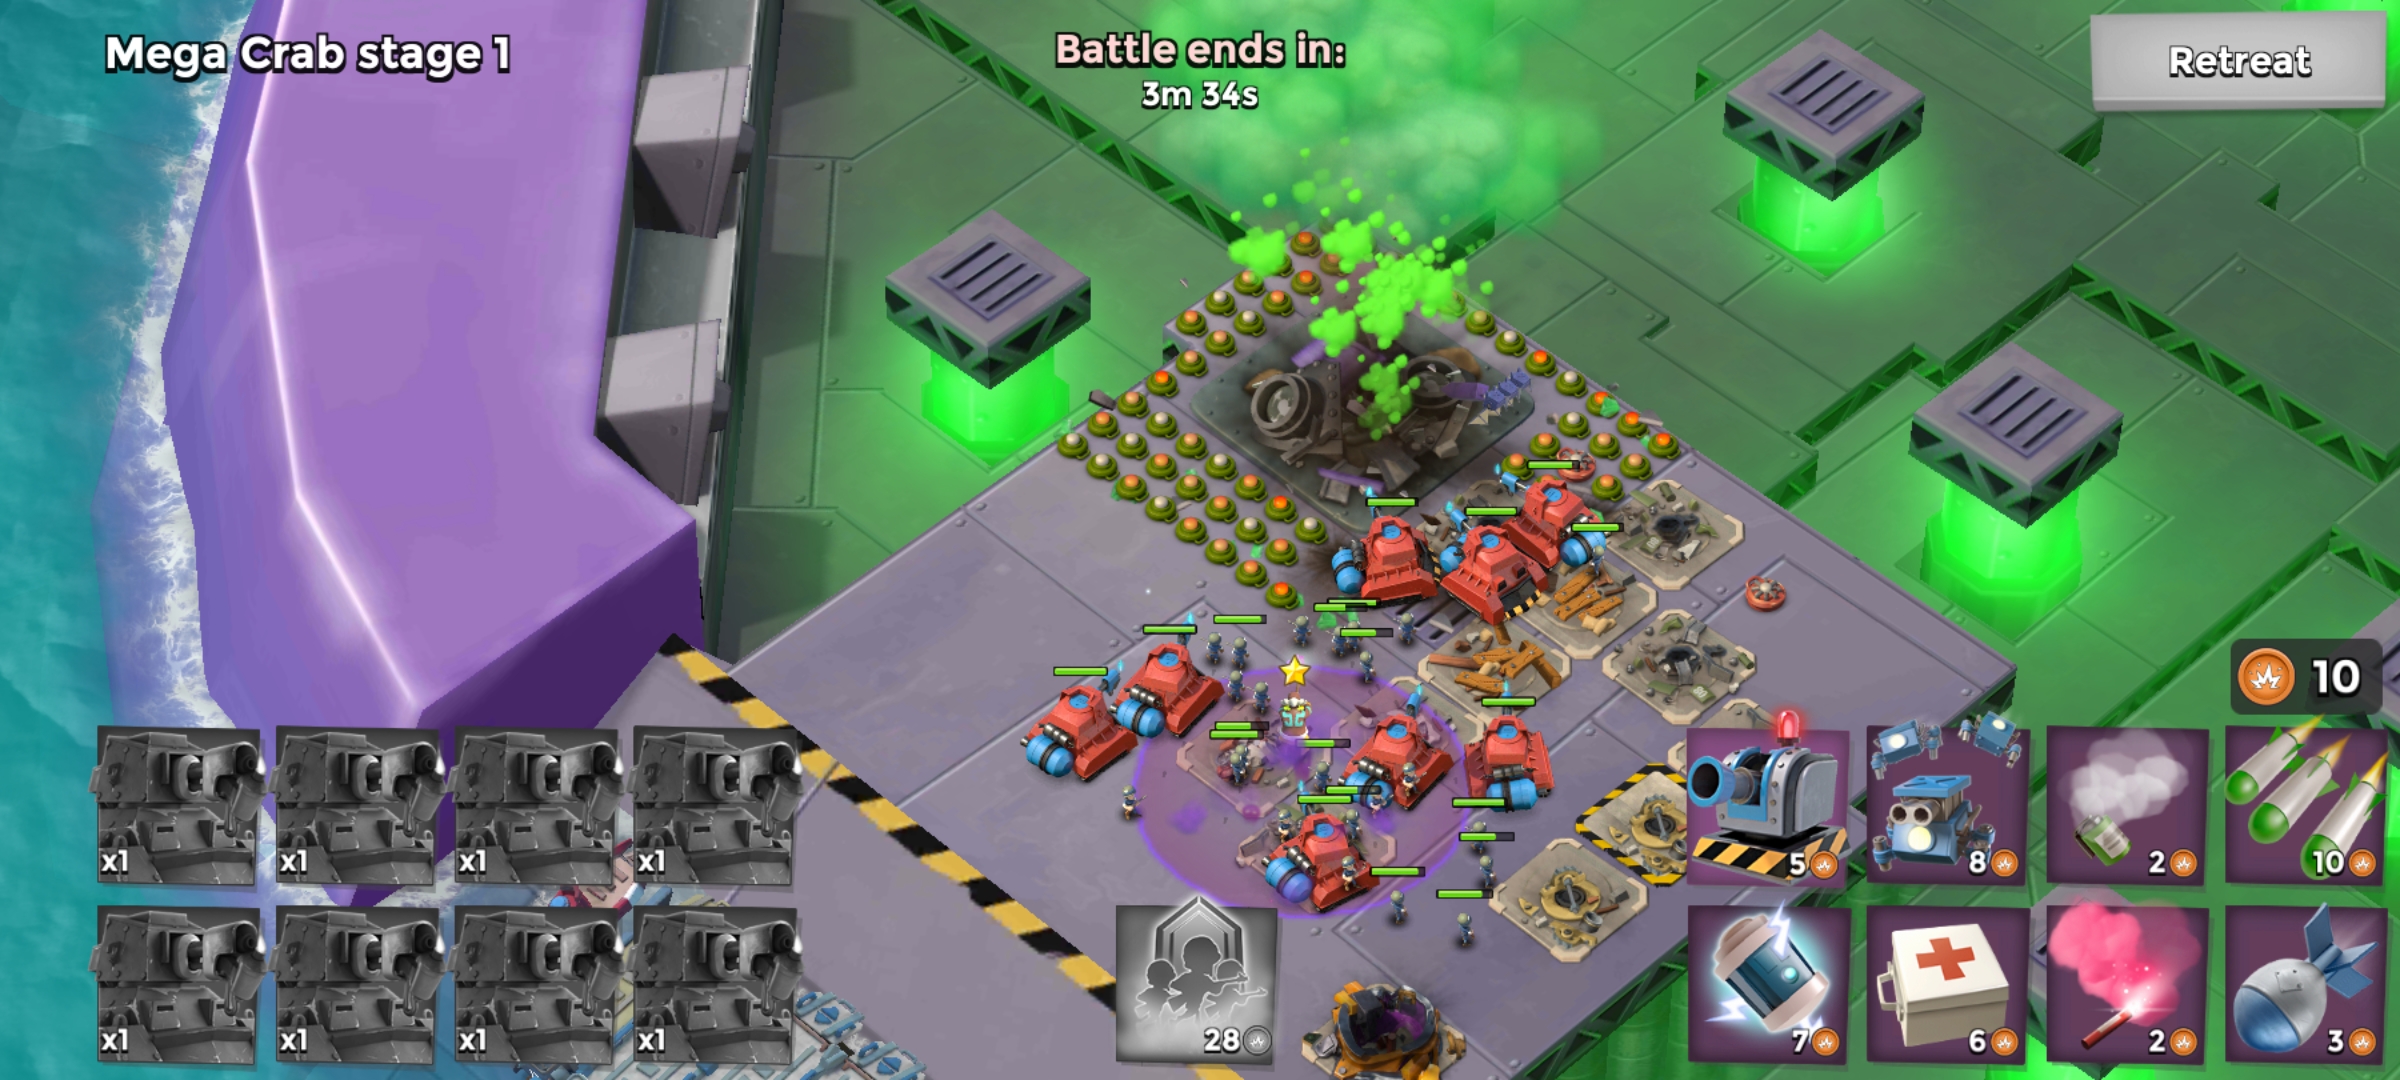 Mega Crab stage 1
Battle ends in:
3m 34s
Retreat
10
x1
x1
x1
x1
5
8
2
10
x1
x1
x1
x1
28
7
6
2
3